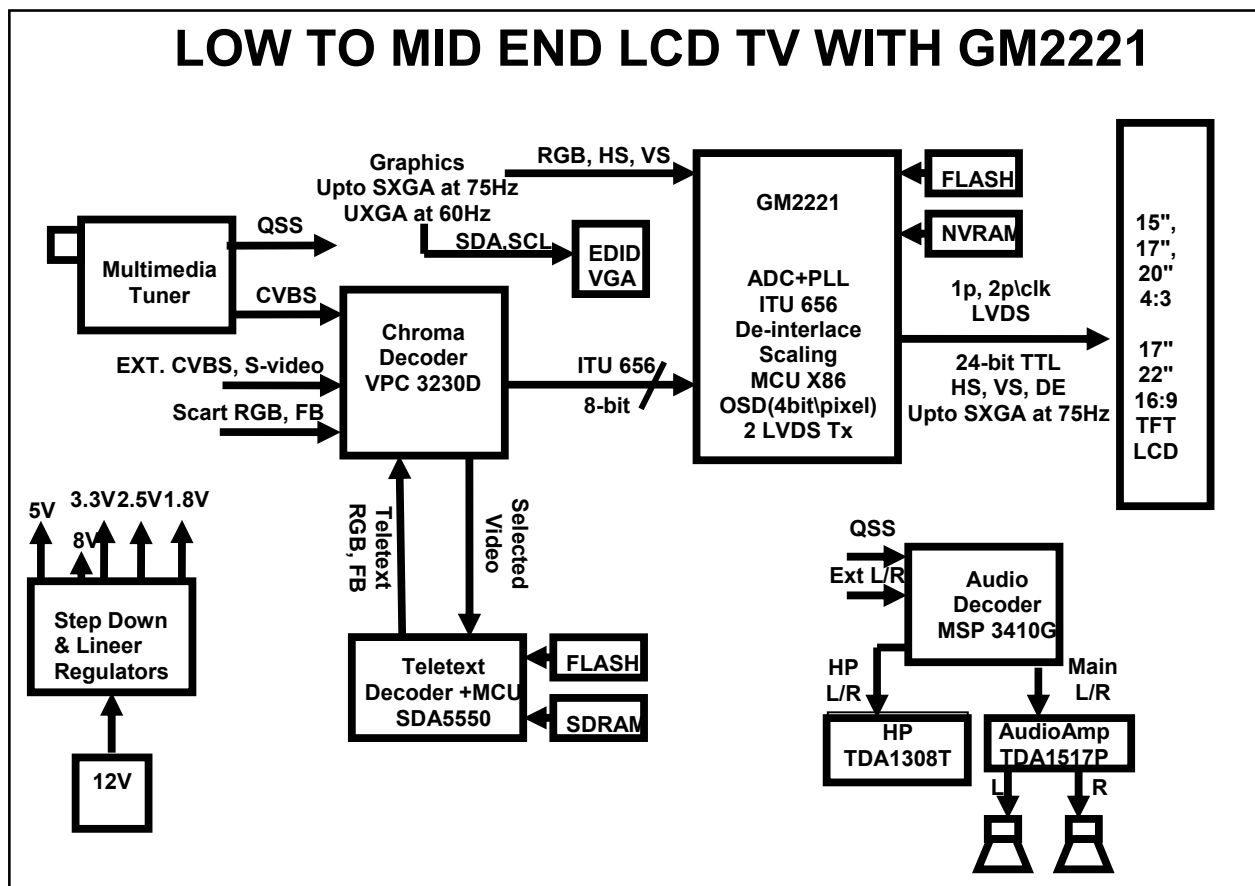 LOW TO MID END LCD TV WITH GM2221
Graphics
Upto SXGA at 75Hz
UXGA at 60Hz
RGB, HS, VS
SDA,SCL
EDID
VGA
Multimedia
Tuner
QSS
CVBS
EXT. CVBS, S-video
Scart RGB, FB
Chroma
Decoder
VPC 3230D
ITU 656
8-bit
GM2221
ADC+PLL
ITU 656
De-interlace
Scaling
MCU X86
OSD(4bit\pixel)
2 LVDS Tx
FLASH
NVRAM
1p, 2p\clk
LVDS
24-bit TTL
HS, VS, DE
Upto SXGA at 75Hz
15",
17",
20"
4:3
17"
22"
16:9
TFT
LCD
5V
8V
3.3V
2.5V
1.8V
Step Down
& Lineer
Regulators
12V
Teletext
RGB, FB
Selected
Video
Teletext
Decoder +MCU
SDA5550
FLASH
SDRAM
QSS
Ext L/R
Audio
Decoder
MSP 3410G
HP
L/R
Main
L/R
HP
TDA1308T
AudioAmp
TDA1517P
L
R